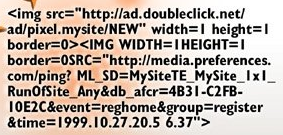 <img src="http://ad.doubleclick.net/
ad/pixel.mysite/NEW" width=1 height=1
border=0><IMG WIDTH=1HEIGHT=1
border=0SRC="http://media.preferences.
com/ping? ML_SD=MySiteTE_MySite_1x1_
RunOfSite_Any&db_afcr=4B31-C2FB-
10E2C&event=reghome&group=register
&time=1999.10.27.20.5 6.37">